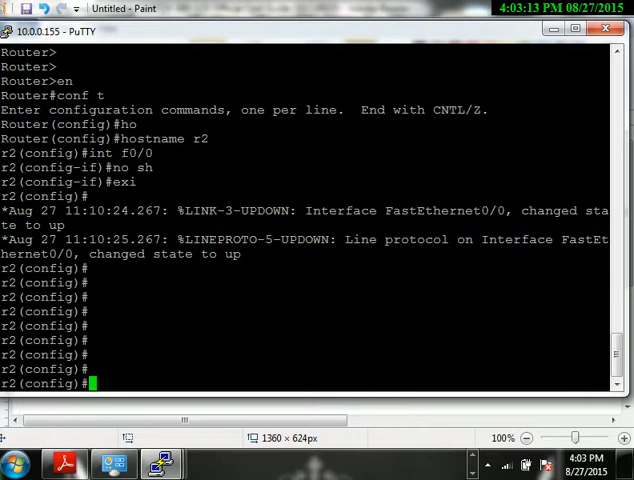 Untitled - Paint
4:03:13 PM 08/27/2015
10.0.0.155 - PuTTY
Router>
Router>
Router>en
Router#conf t
Enter configuration commands, one per line.  End with CNTL/Z.
Router(config)#ho
Router(config)#hostname r2
r2(config)#int f0/0
r2(config-if)#no sh
r2(config-if)#exi
r2(config)#
*Aug 27 11:10:24.267: %LINK-3-UPDOWN: Interface FastEthernet0/0, changed sta
te to up
*Aug 27 11:10:25.267: %LINEPROTO-5-UPDOWN: Line protocol on Interface FastEt
hernet0/0, changed state to up
r2(config)#
r2(config)#
r2(config)#
r2(config)#
r2(config)#
r2(config)#
r2(config)#
r2(config)#
r2(config)#
1360 × 624px
100%
4:03 PM
8/27/2015